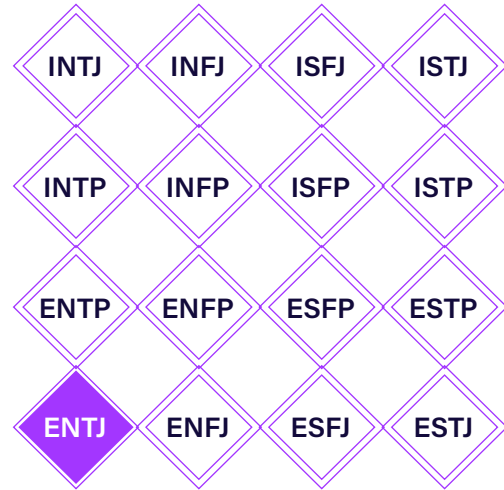 INTJ INFJ ISFJ ISTJ
INTP INFP ISFP ISTP
ENTP ENFP ESFP ESTP
ENTJ ENFJ ESFJ ESTJ